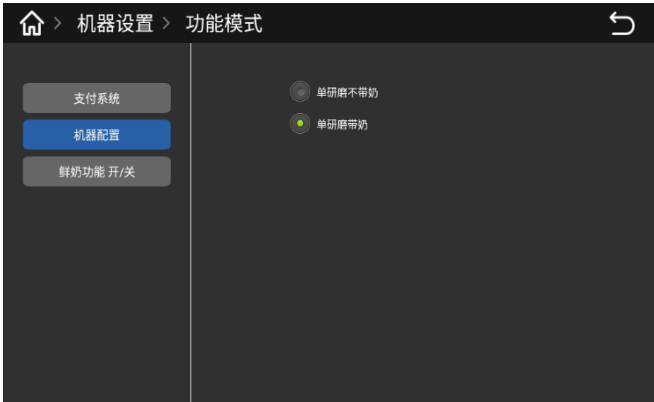 机器设置 > 功能模式
支付系统
机器配置
鲜奶功能 开/关
单研磨不带奶
单研磨带奶